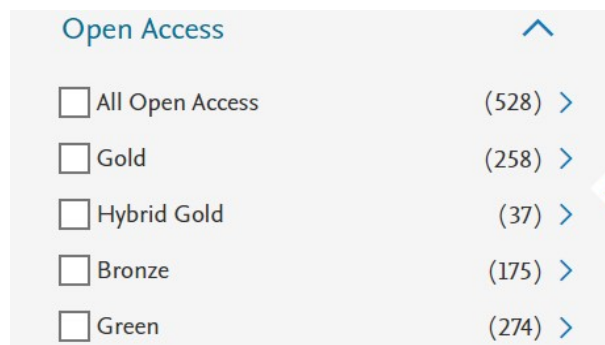 Open Access
All Open Access (528)
Gold (258)
Hybrid Gold (37)
Bronze (175)
Green (274)